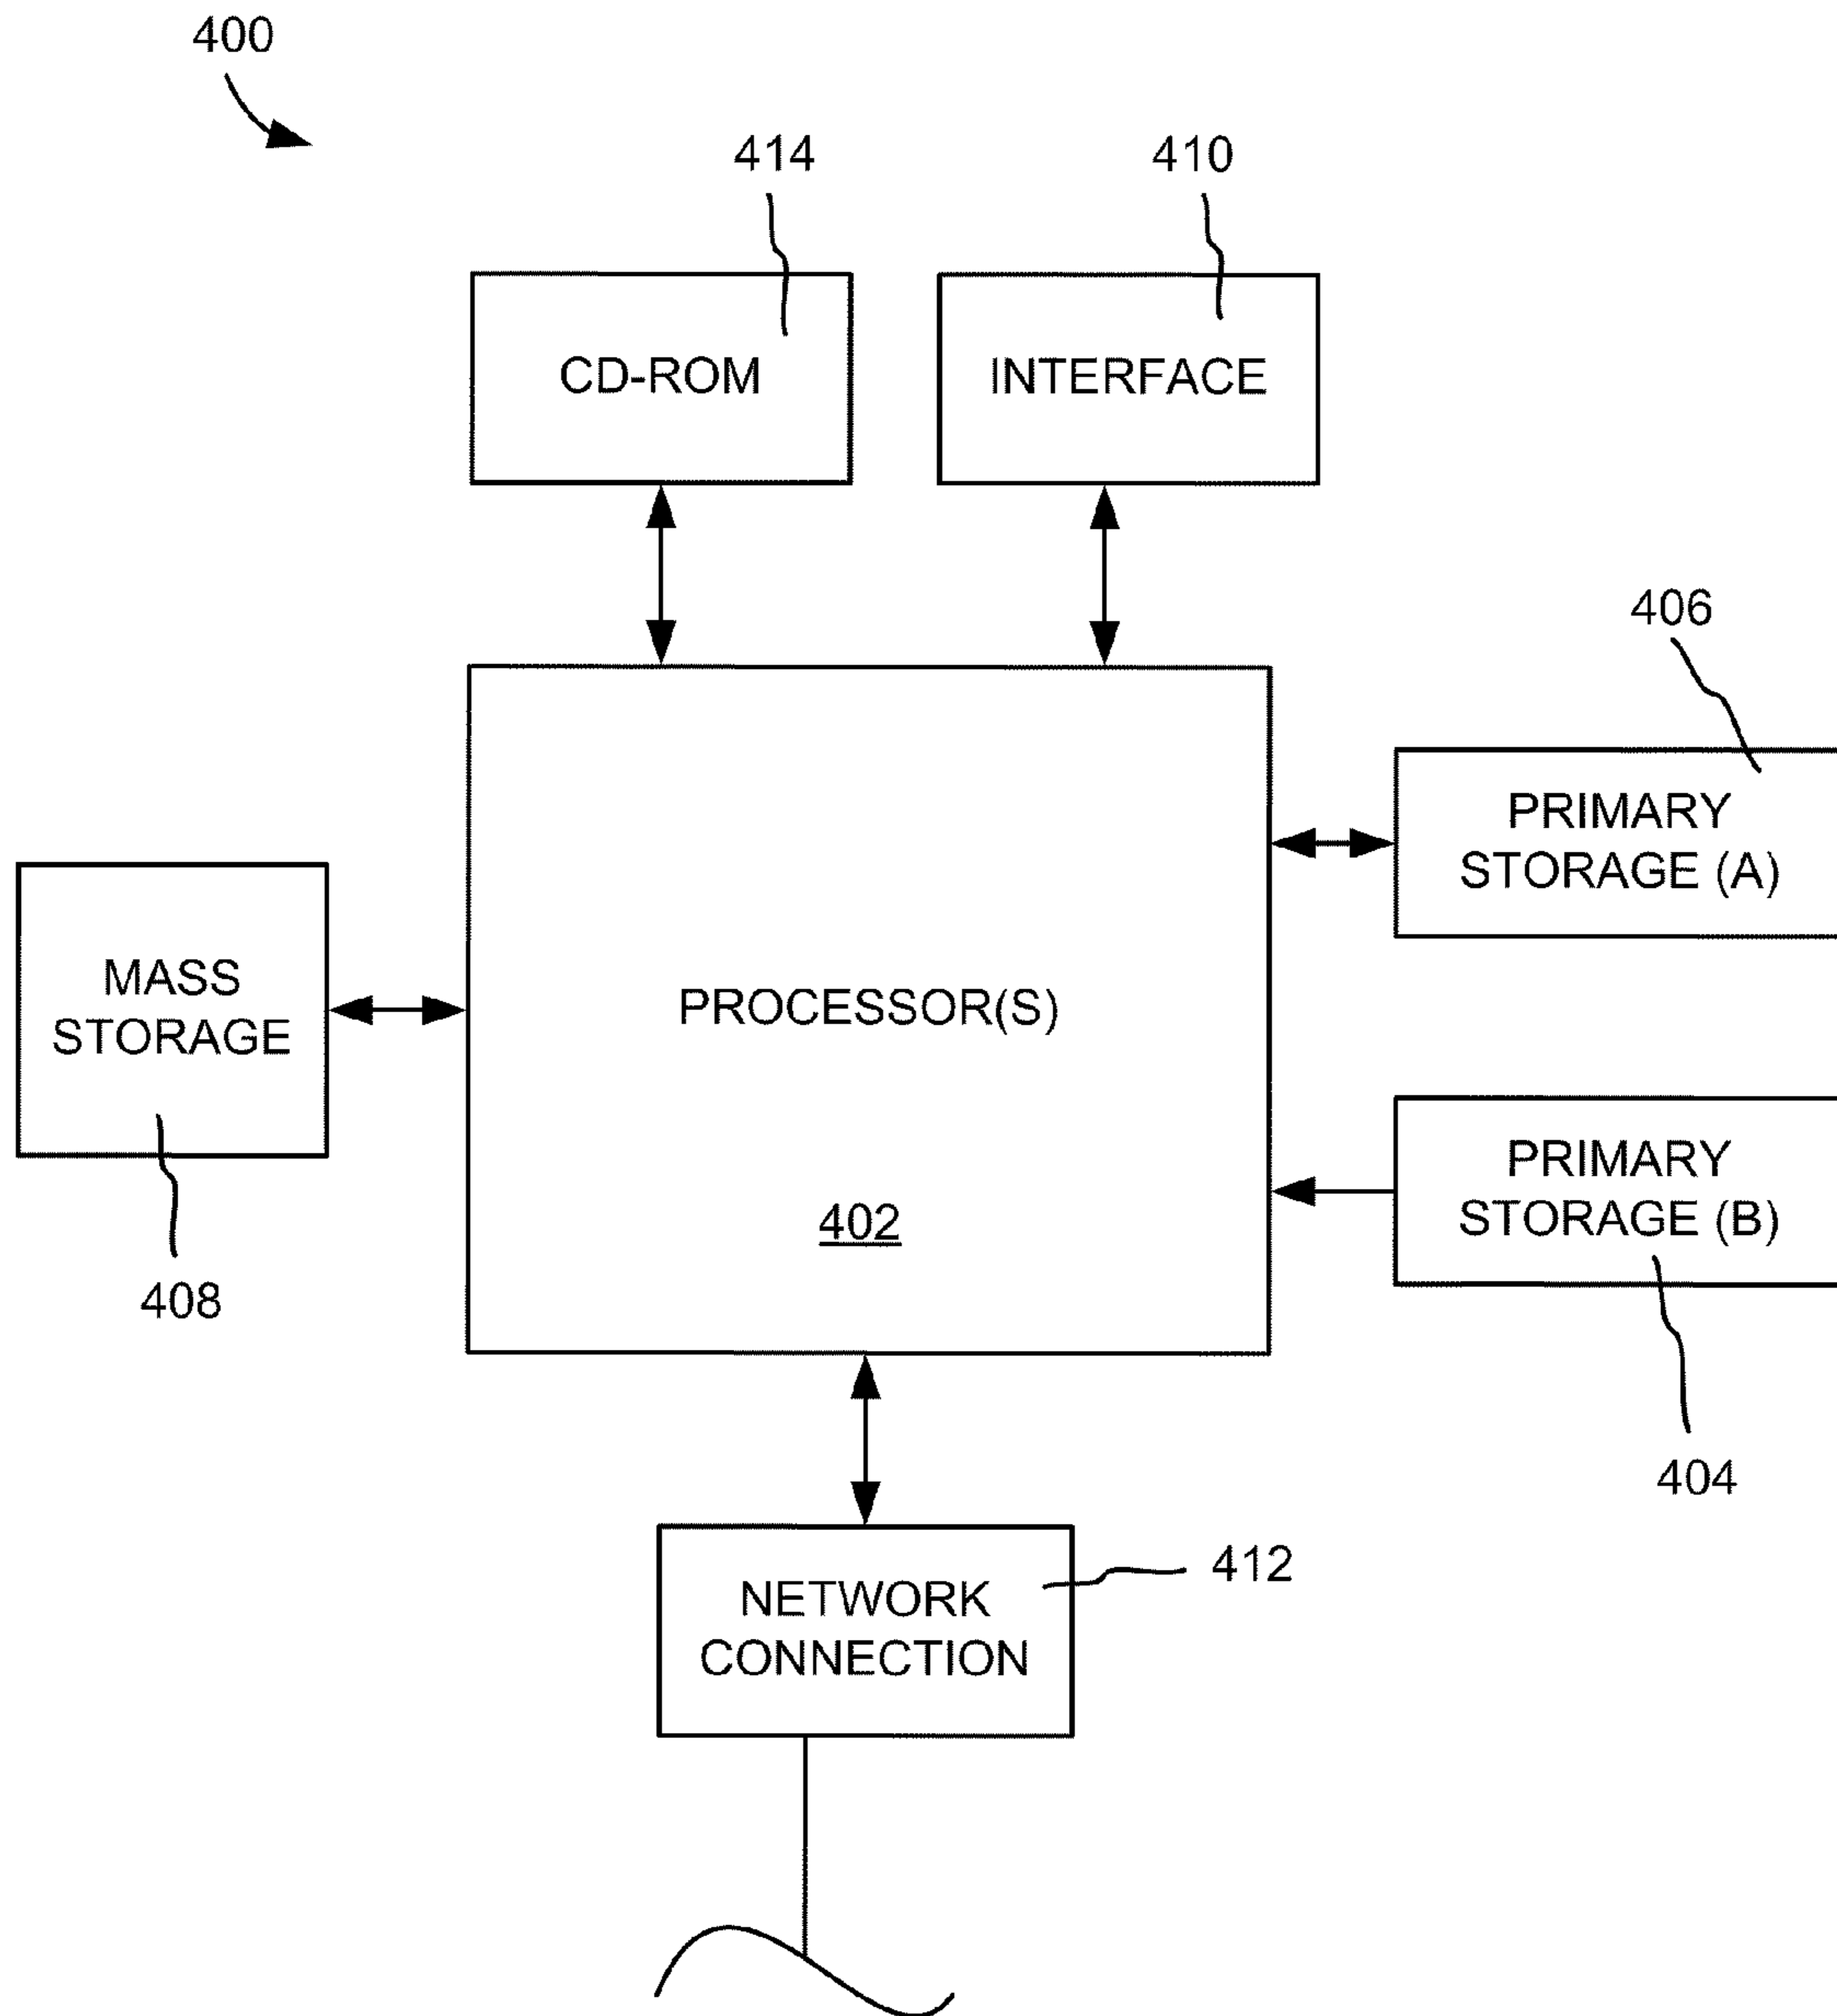 400
414
410
CD-ROM
INTERFACE
406
PRIMARY
STORAGE (A)
MASS
STORAGE
PROCESSOR(S)
PRIMARY
STORAGE (B)
402
408
404
412
NETWORK
CONNECTION